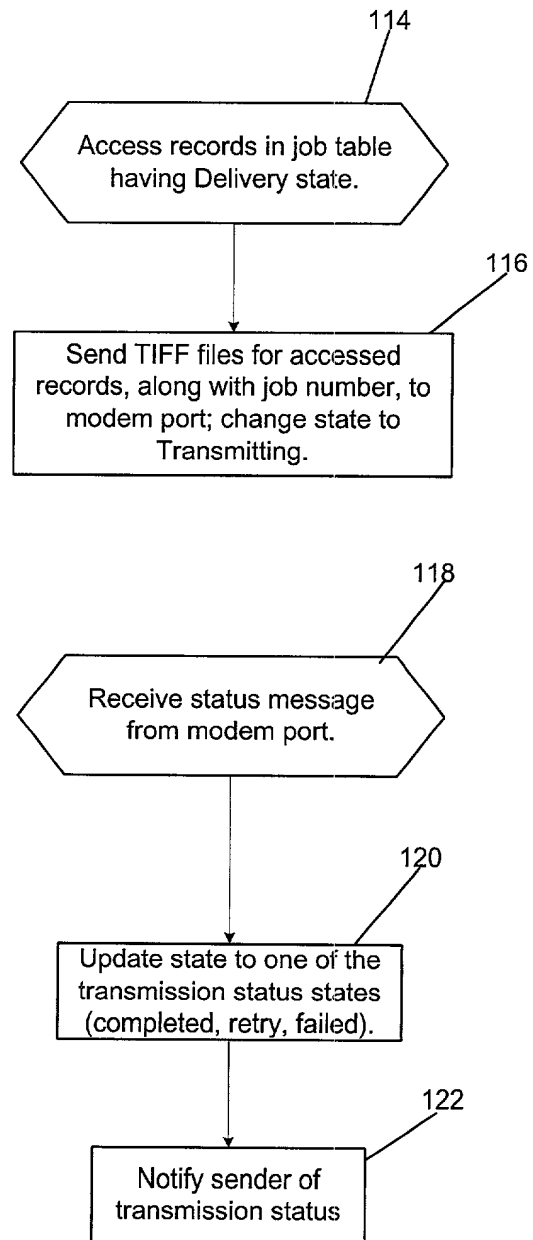 114
Access records in job table
having Delivery state.
116
Send TIFF files for accessed
records, along with job number, to
modem port; change state to
Transmitting.
118
Receive status message
from modem port.
120
Update state to one of the
transmission status states
(completed, retry, failed).
122
Notify sender of
transmission status